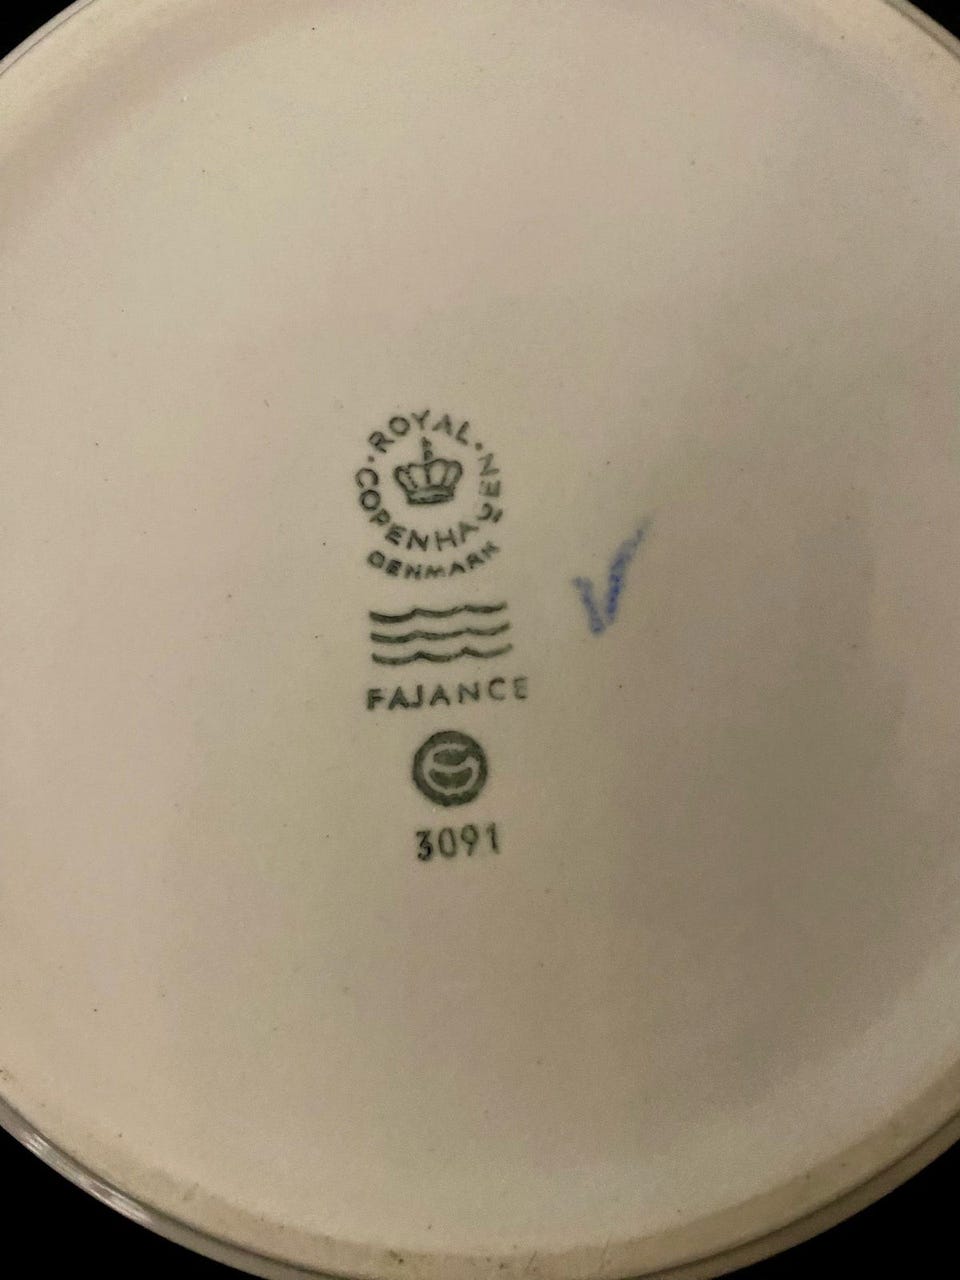 ·ROYAL·
COPENHAGEN
DENMARK
FAJANCE
3091